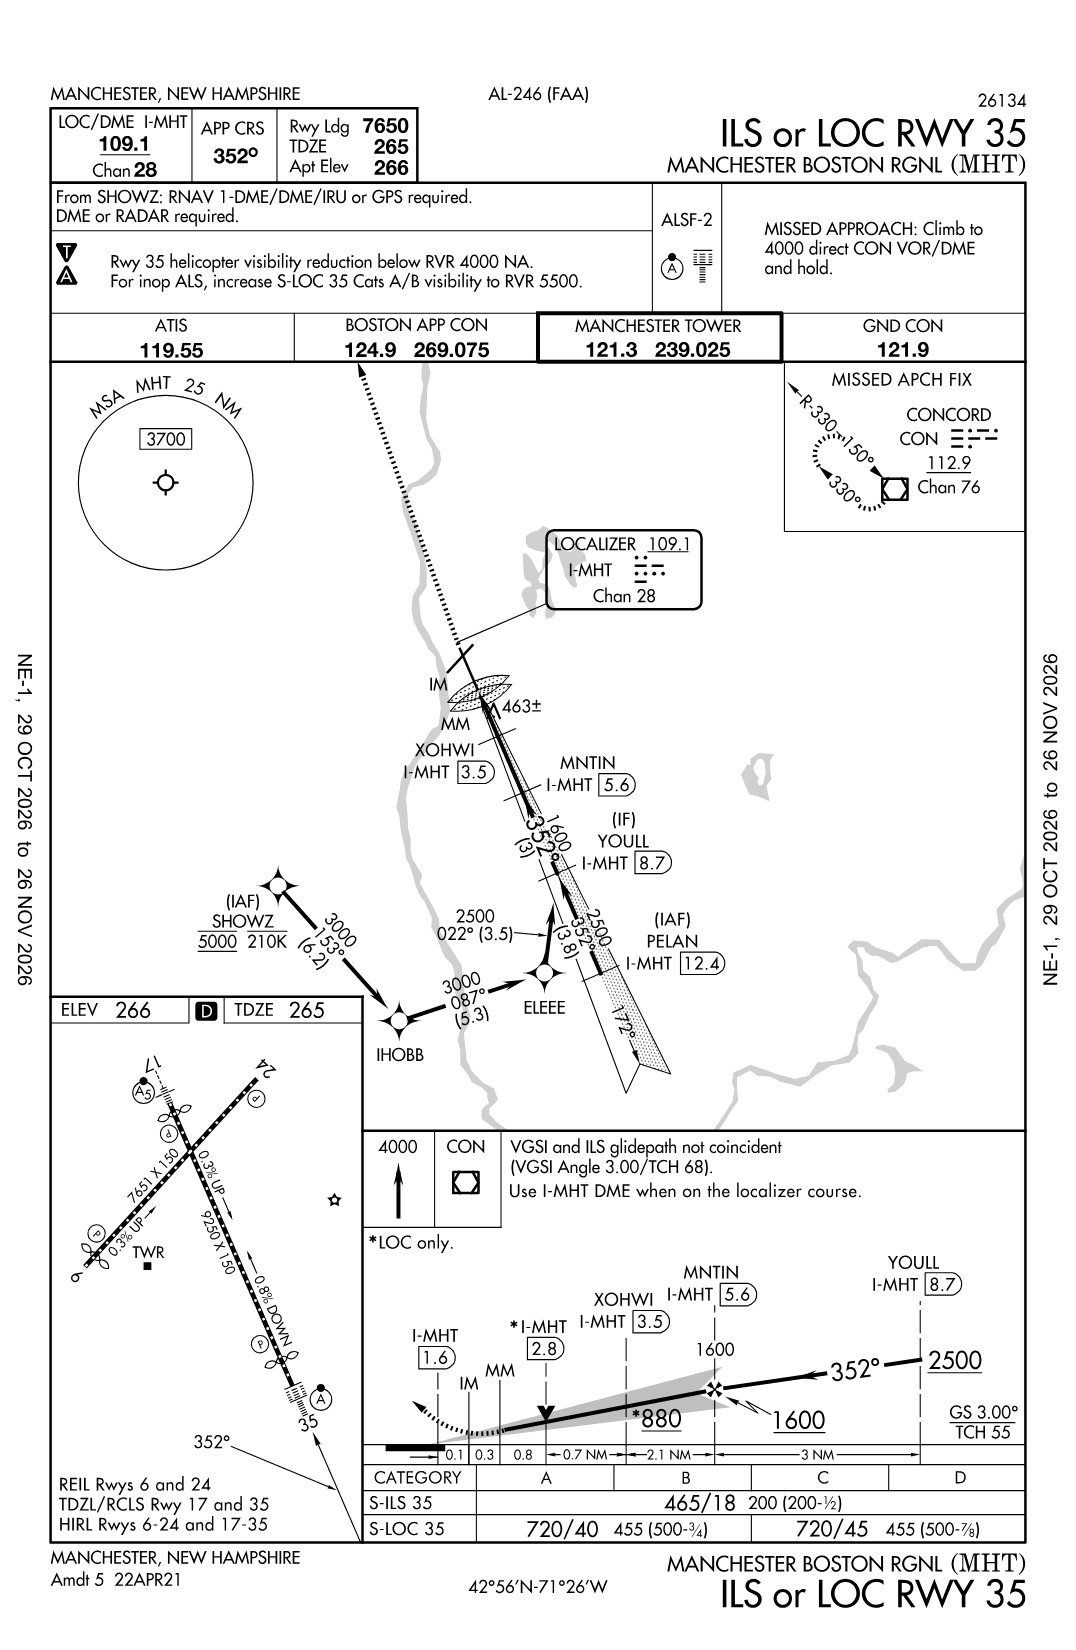 MANCHESTER, NEW HAMPSHIRE
AL-246 (FAA)
26134
LOC/DME I-MHT
109.1
Chan 28
APP CRS
352°
Rwy Ldg 7650
TDZE 265
Apt Elev 266
ILS or LOC RWY 35
MANCHESTER BOSTON RGNL (MHT)
From SHOWZ: RNAV 1-DME/DME/IRU or GPS required.
DME or RADAR required.
T
A
Rwy 35 helicopter visibility reduction below RVR 4000 NA.
For inop ALS, increase S-LOC 35 Cats A/B visibility to RVR 5500.
ALSF-2
A
MISSED APPROACH: Climb to
4000 direct CON VOR/DME
and hold.
ATIS
119.55
BOSTON APP CON
124.9 269.075
MANCHESTER TOWER
121.3 239.025
GND CON
121.9
MSA MHT 25 NM
3700
MISSED APCH FIX
R-330
150°
330°
CONCORD
CON
112.9
Chan 76
LOCALIZER 109.1
I-MHT
Chan 28
IM
MM
463±
XOHWI
I-MHT 3.5
MNTIN
I-MHT 5.6
1600
352°
(3)
(IF)
YOULL
I-MHT 8.7
2500
352°
(3.8)
(IAF)
PELAN
I-MHT 12.4
172°
(IAF)
SHOWZ
5000 210K
3000
153°
(6.2)
2500
022° (3.5)
3000
087°
(5.3)
ELEEE
IHOBB
NE-1, 29 OCT 2026 to 26 NOV 2026
NE-1, 29 OCT 2026 to 26 NOV 2026
ELEV 266
D
TDZE 265
17
24
A5
P
P
7651 X 150
0.3% UP
0.3% UP
9250 X 150
P
TWR
6
0.8% DOWN
P
A
35
352°
REIL Rwys 6 and 24
TDZL/RCLS Rwy 17 and 35
HIRL Rwys 6-24 and 17-35
4000
CON
VGSI and ILS glidepath not coincident
(VGSI Angle 3.00/TCH 68).
Use I-MHT DME when on the localizer course.
*LOC only.
I-MHT
1.6
IM
MM
*I-MHT
2.8
XOHWI
I-MHT 3.5
MNTIN
I-MHT 5.6
YOULL
I-MHT 8.7
1600
352°
2500
*880
1600
GS 3.00°
TCH 55
0.1
0.3
0.8
0.7 NM
2.1 NM
3 NM
CATEGORY A B C D
S-ILS 35 465/18 200 (200-½)
S-LOC 35 720/40 455 (500-¾) 720/45 455 (500-⅞)
MANCHESTER, NEW HAMPSHIRE
Amdt 5 22APR21
42°56'N-71°26'W
MANCHESTER BOSTON RGNL (MHT)
ILS or LOC RWY 35